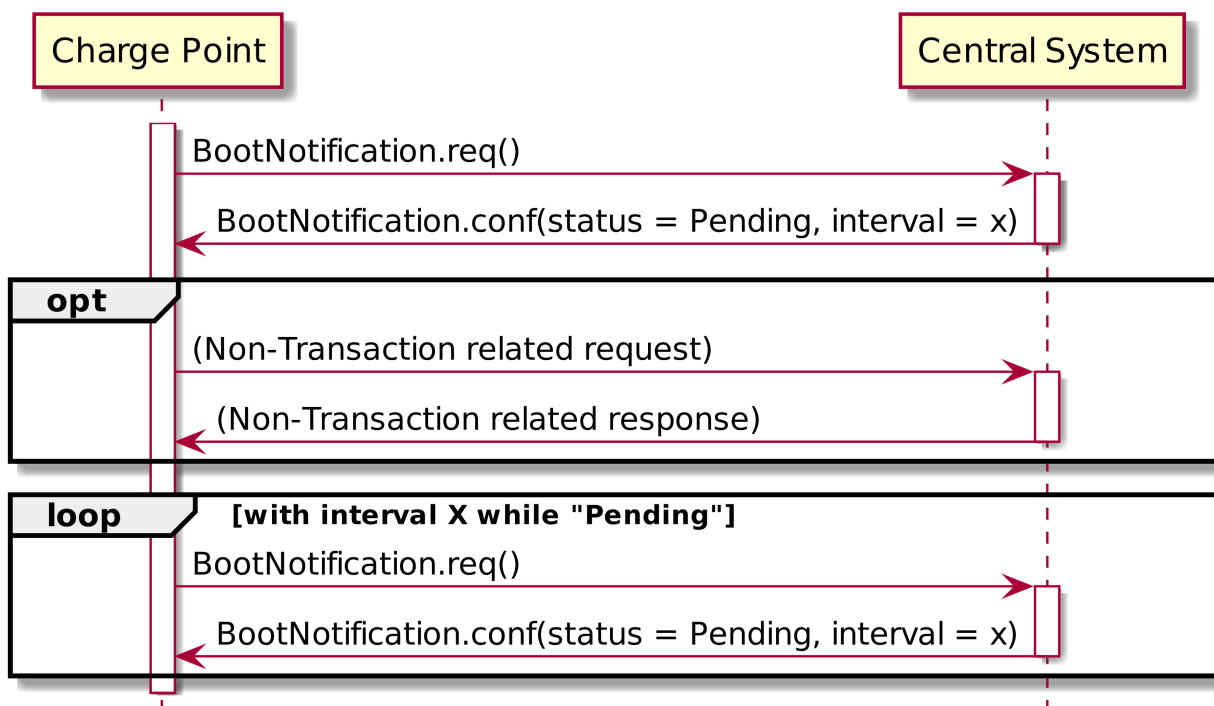 Charge Point
Central System
BootNotification.req()
BootNotification.conf(status = Pending, interval = x)
opt
(Non-Transaction related request)
(Non-Transaction related response)
loop
[with interval X while "Pending"]
BootNotification.req()
BootNotification.conf(status = Pending, interval = x)